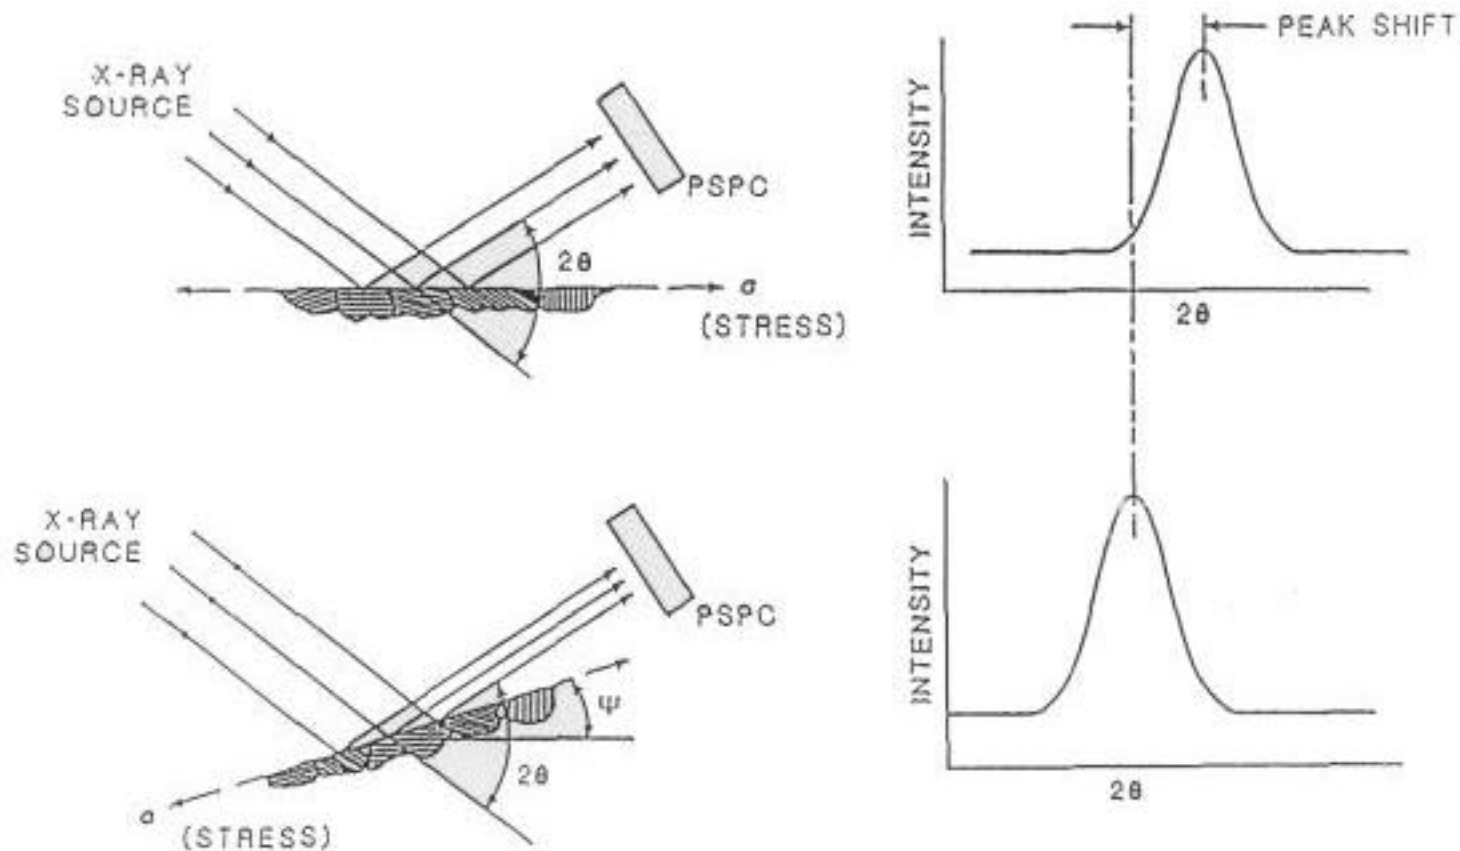 X-RAY
SOURCE
PSPC
2θ
σ
(STRESS)
PEAK SHIFT
INTENSITY
2θ
X-RAY
SOURCE
PSPC
ψ
2θ
σ
(STRESS)
INTENSITY
2θ